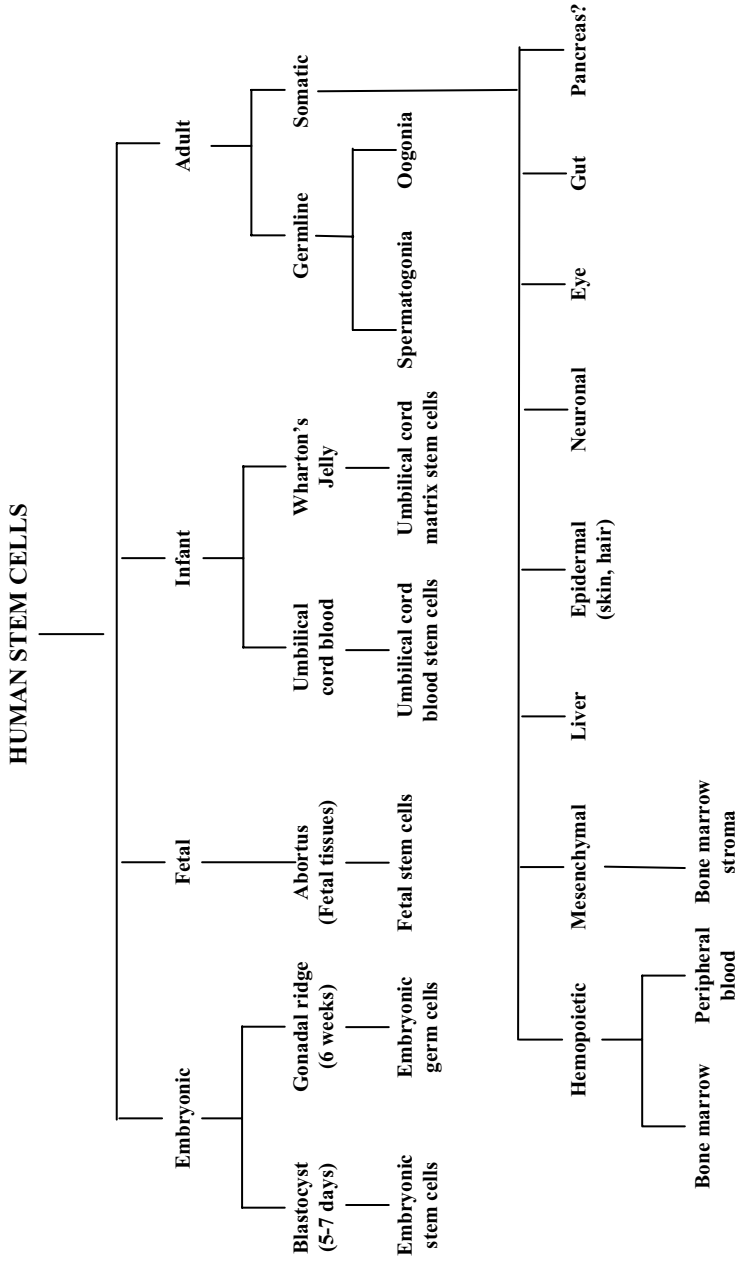 HUMAN STEM CELLS
Embryonic
Fetal
Infant
Adult
Blastocyst
(5-7 days)
Gonadal ridge
(6 weeks)
Abortus
(Fetal tissues)
Umbilical
cord blood
Wharton's
Jelly
Germline
Somatic
Embryonic
stem cells
Embryonic
germ cells
Fetal stem cells
Umbilical cord
blood stem cells
Umbilical cord
matrix stem cells
Spermatogonia
Oogonia
Hemopoietic
Mesenchymal
Liver
Epidermal
(skin, hair)
Neuronal
Eye
Gut
Pancreas?
Bone marrow
Peripheral
blood
Bone marrow
stroma